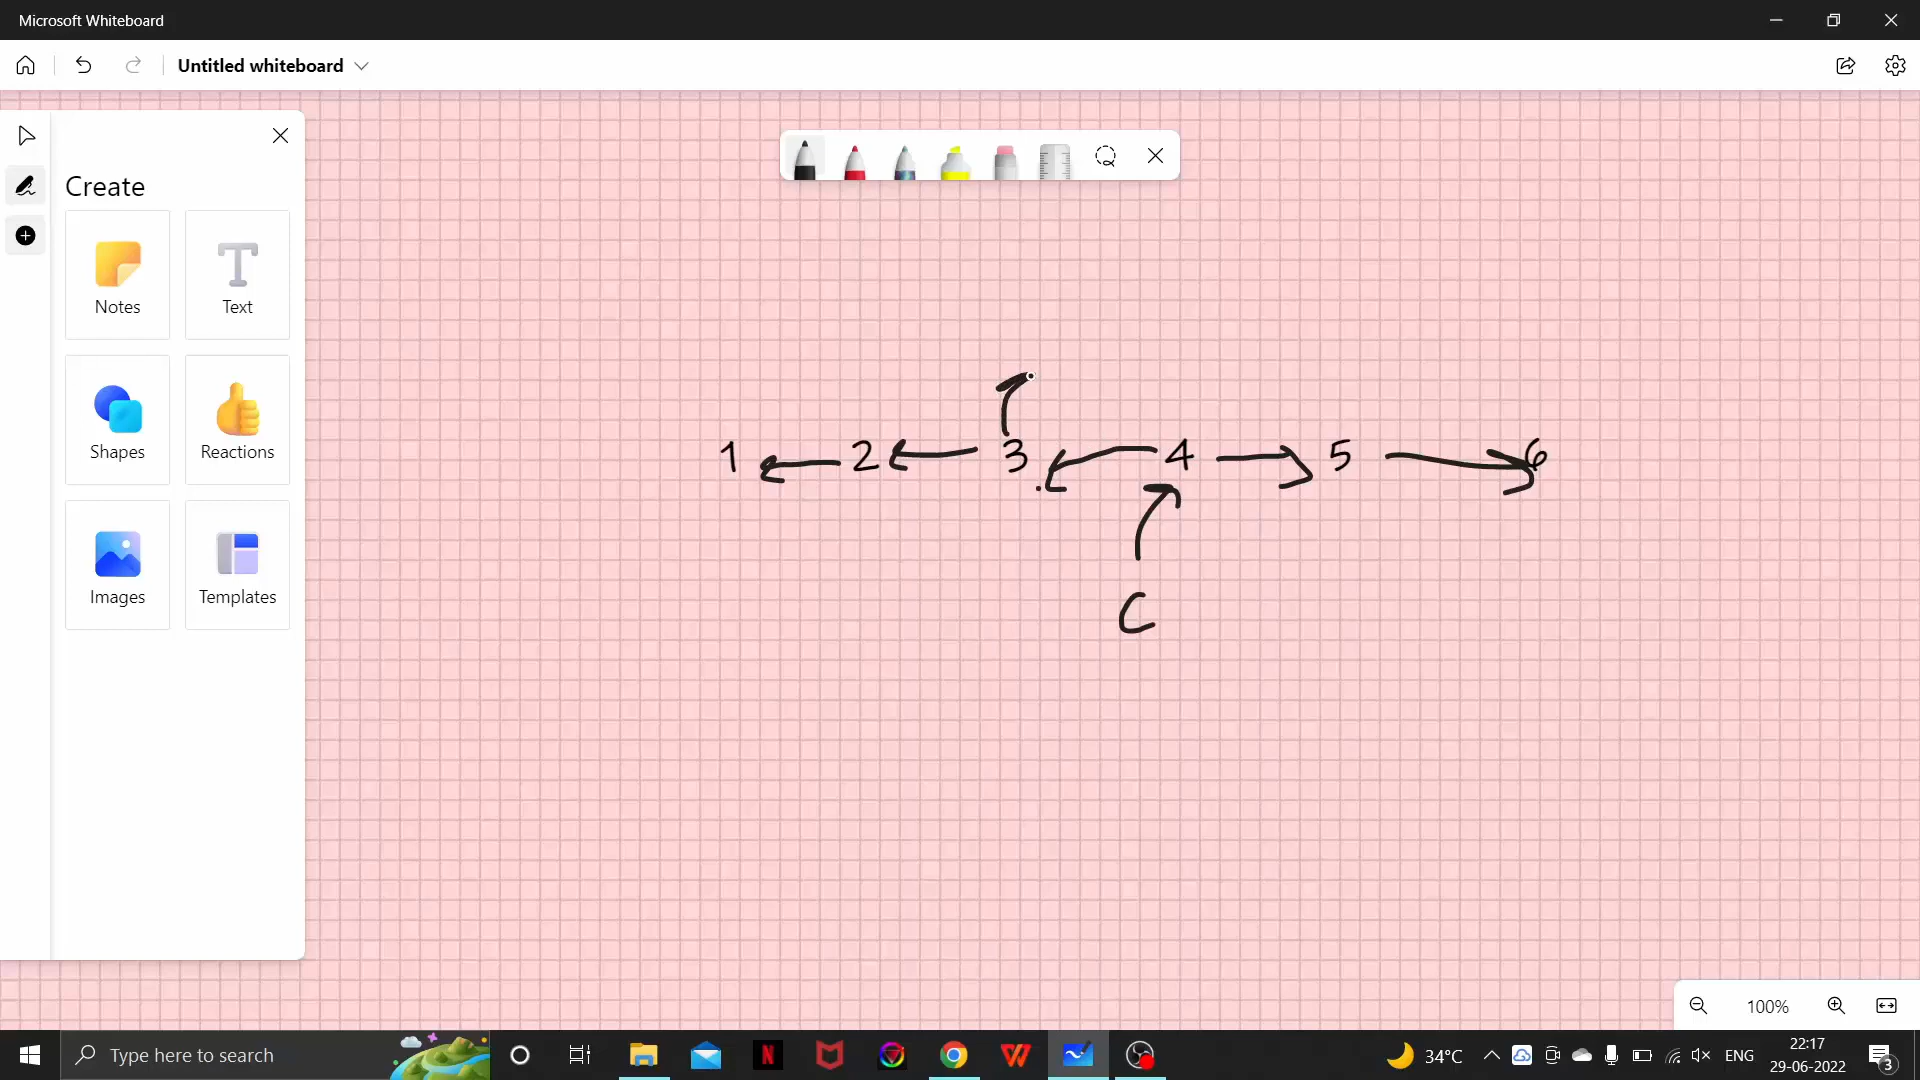 Microsoft Whiteboard
Untitled whiteboard
Create
Notes Text
Shapes Reactions
Images Templates
1 2 3 4 5 6
C
100%
Type here to search
34°C ENG 22:17
29-06-2022
3